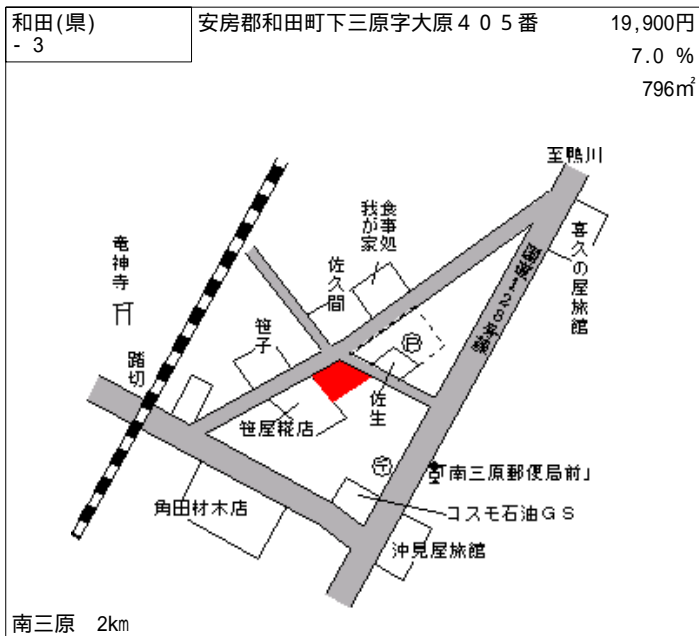 和田(県)
- 3
安房郡和田町下三原字大原４０５番
19,900円
7.0 %
796㎡
至鴨川
食事処
我が家
喜久の屋旅館
国道128号線
竜神寺
佐久間
笹子
踏切
Ⓟ
佐生
笹屋糀店
〒
「南三原郵便局前」
コスモ石油ＧＳ
角田材木店
沖見屋旅館
南三原　2km